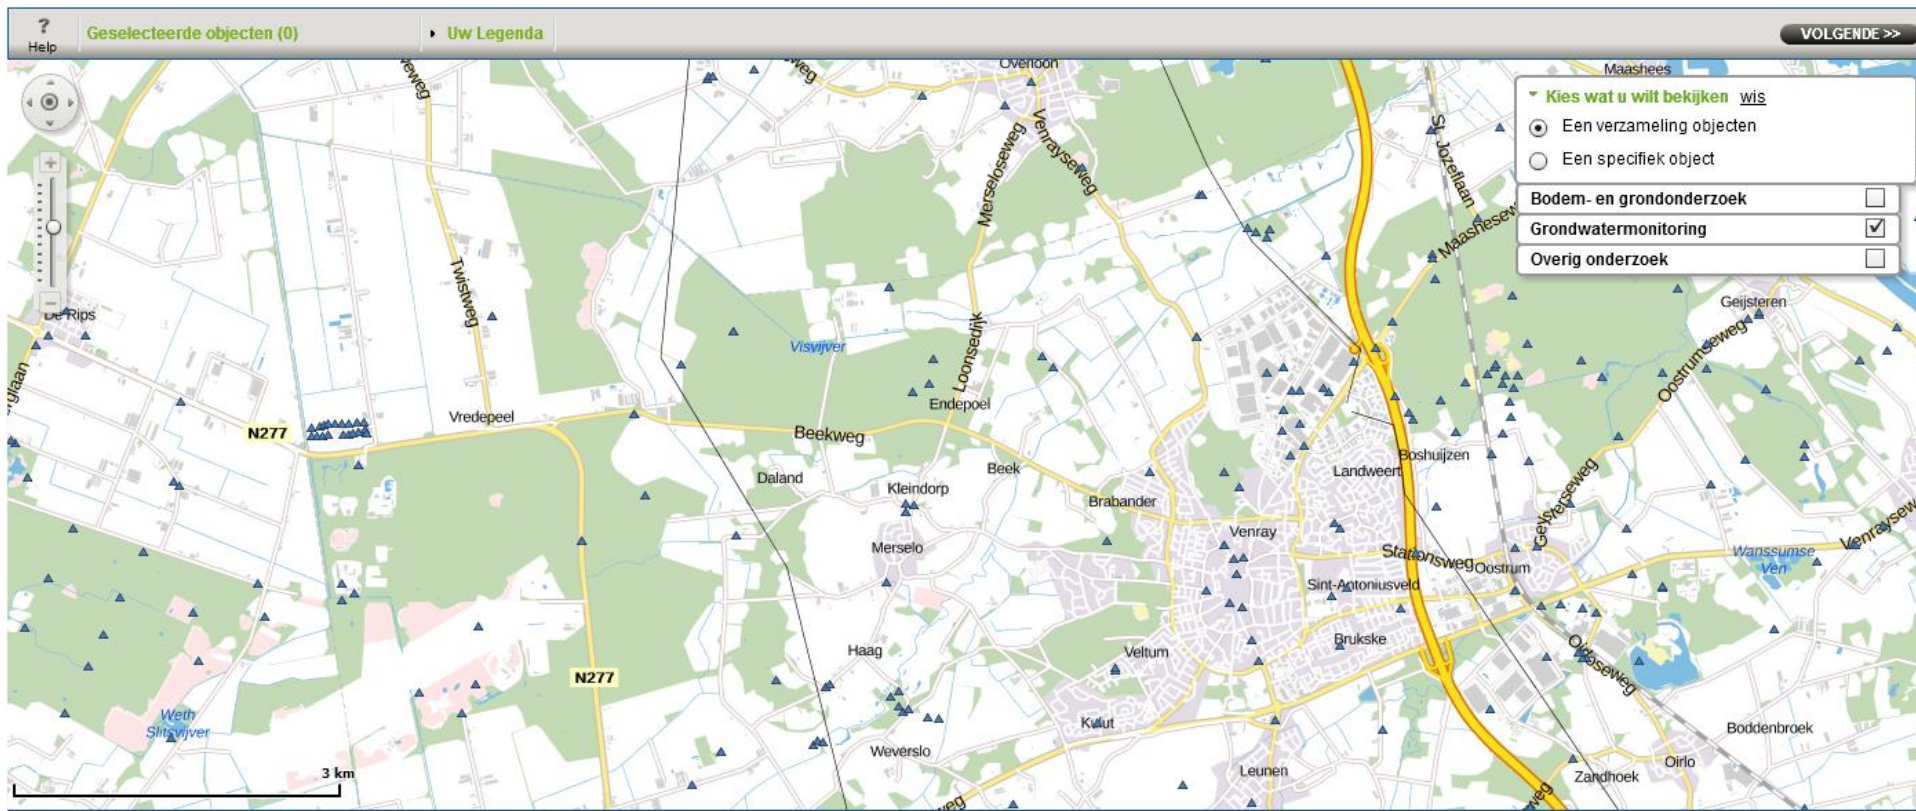 ?
Help
Geselecteerde objecten (0)
Uw Legenda
VOLGENDE >>
Kies wat u wilt bekijken wis
Een verzameling objecten
Een specifiek object
Bodem- en grondonderzoek
Grondwatermonitoring
Overig onderzoek
Overloon
Maashees
Venrayseweg
Merseloseweg
St Jozeflaan
Twistweg
De Rips
Visvijver
Loonsedijk
Geijsteren
Oostrumseweg
Vredepeel
Endepoel
N277
Beekweg
Boshuijzen
Landweert
Daland
Beek
Kleindorp
Brabander
Venray
Merselo
Stationsweg
Oostrum
Wanssumse
Ven
Sint-Antoniusveld
Brukske
Haag
Veltum
N277
Oirloseweg
Weth
Slitsvijver
Weverslo
Boddenbroek
Leunen
Zandhoek
Oirlo
3 km